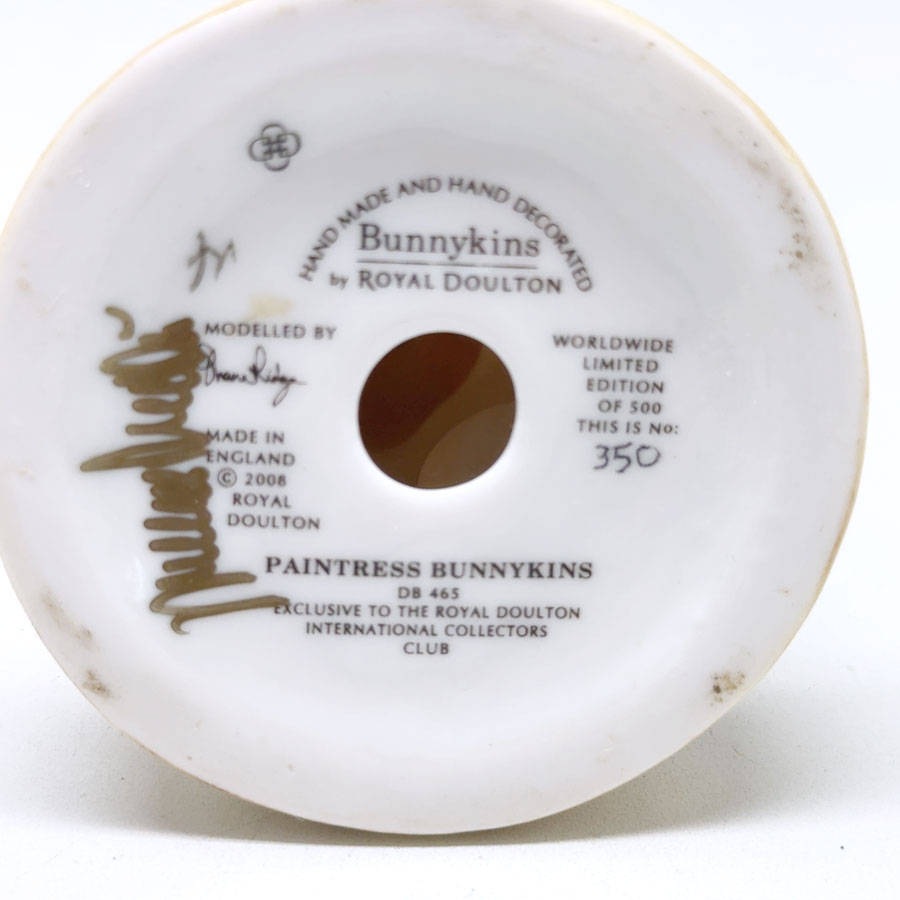 HAND MADE AND HAND DECORATED
Bunnykins
by ROYAL DOULTON
MODELLED BY
Shane Ridge
MADE IN
ENGLAND
© 2008
ROYAL
DOULTON
WORLDWIDE
LIMITED
EDITION
OF 500
THIS IS No:
350
PAINTRESS BUNNYKINS
DB 465
EXCLUSIVE TO THE ROYAL DOULTON
INTERNATIONAL COLLECTORS
CLUB